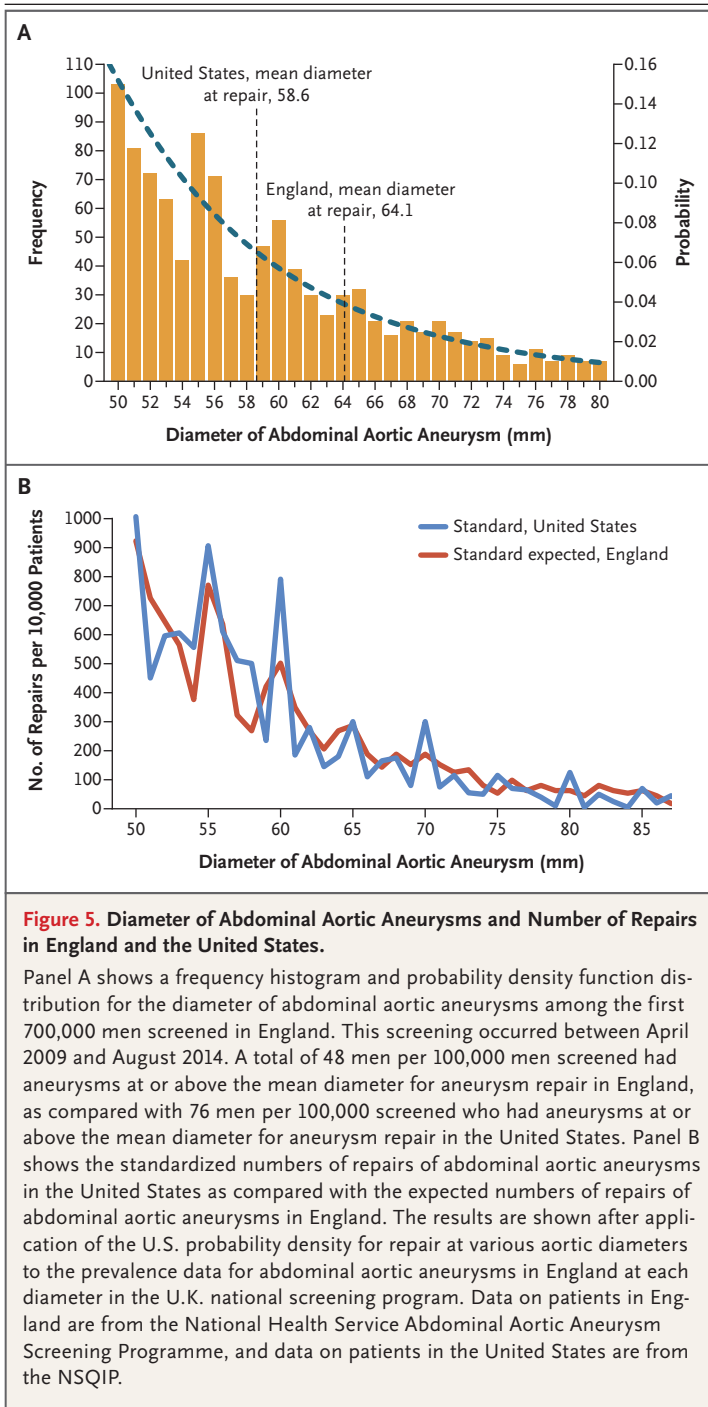 A
110
100
90
80
70
60
50
40
30
20
10
0
Frequency
United States, mean diameter
at repair, 58.6
England, mean diameter
at repair, 64.1
0.16
0.14
0.12
0.10
0.08
0.06
0.04
0.02
0.00
Probability
50 52 54 56 58 60 62 64 66 68 70 72 74 76 78 80
Diameter of Abdominal Aortic Aneurysm (mm)
B
1000
900
800
700
600
500
400
300
200
100
0
No. of Repairs per 10,000 Patients
Standard, United States
Standard expected, England
50 55 60 65 70 75 80 85
Diameter of Abdominal Aortic Aneurysm (mm)
Figure 5. Diameter of Abdominal Aortic Aneurysms and Number of Repairs
in England and the United States.
Panel A shows a frequency histogram and probability density function dis-
tribution for the diameter of abdominal aortic aneurysms among the first
700,000 men screened in England. This screening occurred between April
2009 and August 2014. A total of 48 men per 100,000 men screened had
aneurysms at or above the mean diameter for aneurysm repair in England,
as compared with 76 men per 100,000 screened who had aneurysms at or
above the mean diameter for aneurysm repair in the United States. Panel B
shows the standardized numbers of repairs of abdominal aortic aneurysms
in the United States as compared with the expected numbers of repairs of
abdominal aortic aneurysms in England. The results are shown after appli-
cation of the U.S. probability density for repair at various aortic diameters
to the prevalence data for abdominal aortic aneurysms in England at each
diameter in the U.K. national screening program. Data on patients in Eng-
land are from the National Health Service Abdominal Aortic Aneurysm
Screening Programme, and data on patients in the United States are from
the NSQIP.